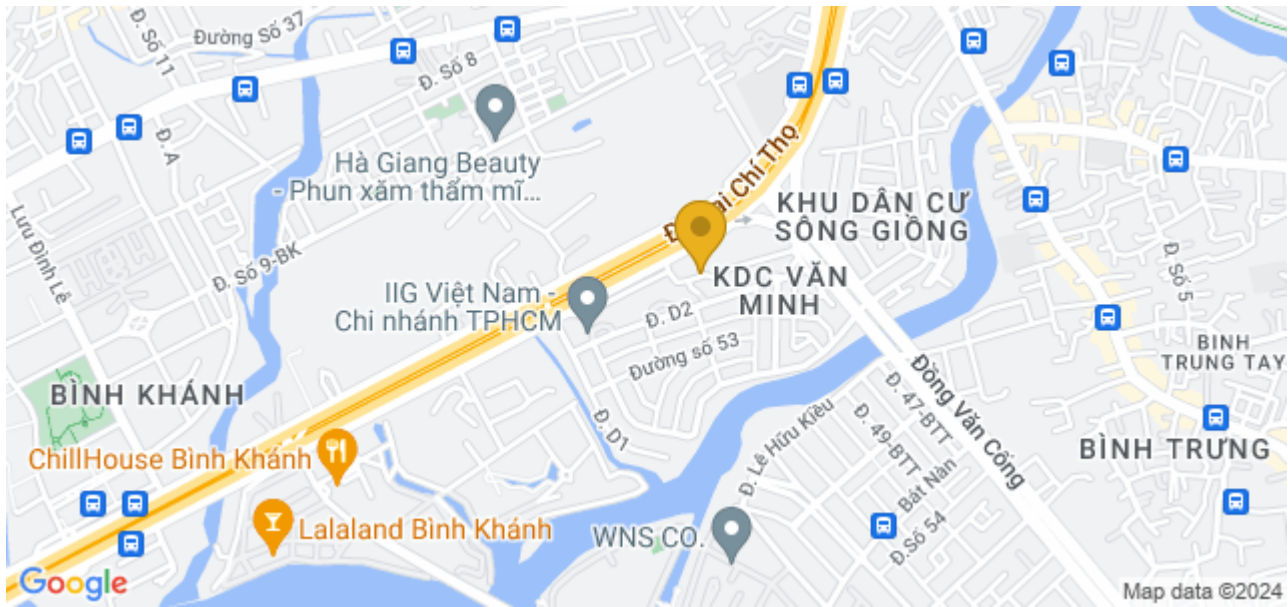 Đường Số 37
Đ. Số 11
Đ. Số 8
Đ. A
Hà Giang Beauty
- Phun xăm thẩm mĩ...
ai Chí Thọ
KHU DÂN CƯ
SÔNG GIỒNG
Lưu Đình Lễ
Đ. Số 9-BK
KDC VĂN
MINH
IIG Việt Nam -
Chi nhánh TPHCM
Đ. D2
Đường số 53
Đ. Số 5
BINH
TRUNG TAY
BÌNH KHÁNH
Đ. D1
Đ. Lê Hữu Kiều
Đ. 47-BTT
Đ. 49-BTT
Đồng Văn Cống
BÌNH TRƯNG
ChillHouse Bình Khánh
Bát Nàn
Lalaland Bình Khánh
WNS CO.
Đ.Số 54
Google
Map data ©2024